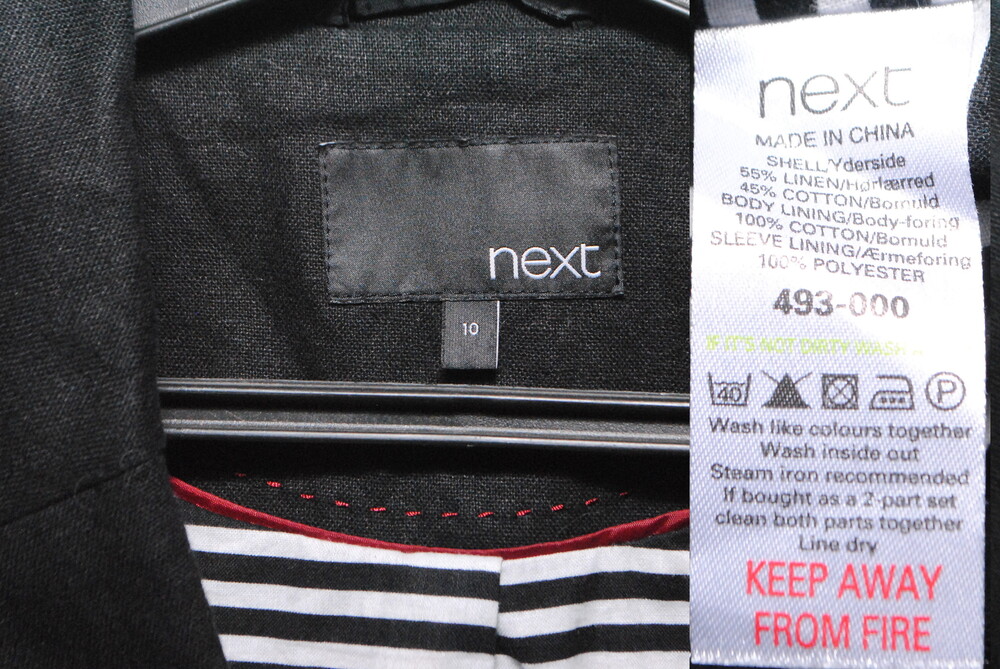 next
10
next
MADE IN CHINA
SHELL/Yderside
55% LINEN/Hørlærred
45% COTTON/Bomuld
BODY LINING/Body-foring
100% COTTON/Bomuld
SLEEVE LINING/Ærmeforing
100% POLYESTER
493-000
IF IT'S NOT DIRTY WASH
40 P
Wash like colours together
Wash inside out
Steam iron recommended
If bought as a 2-part set
clean both parts together
Line dry
KEEP AWAY
FROM FIRE